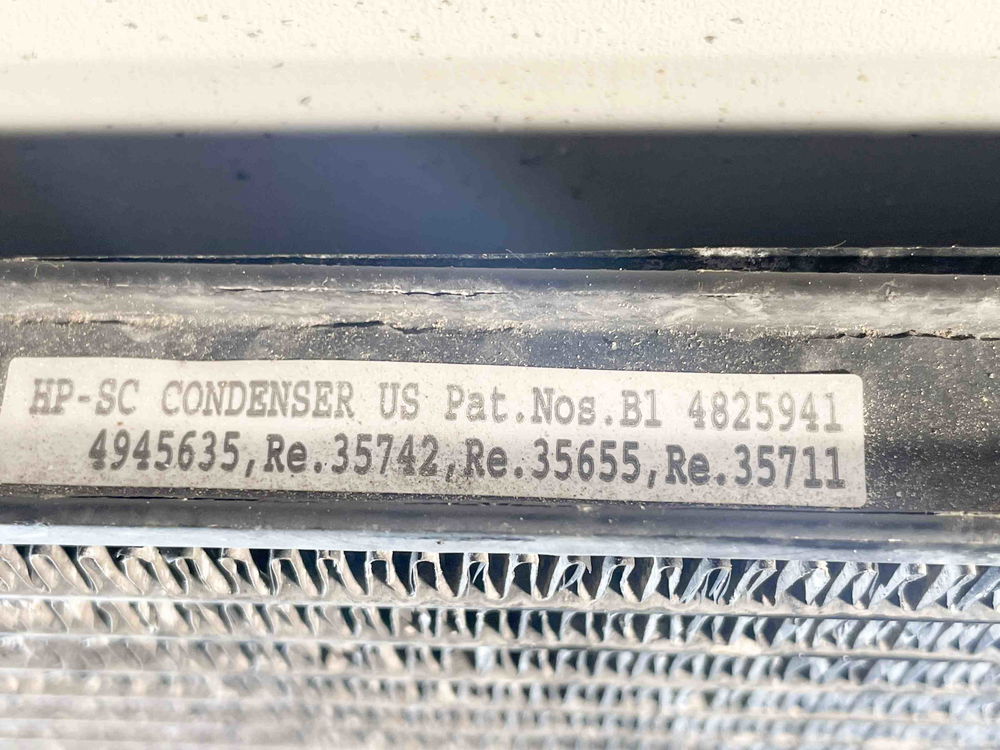 HP-SC CONDENSER US Pat.Nos.B1 4825941
4945635,Re.35742,Re.35655,Re.35711